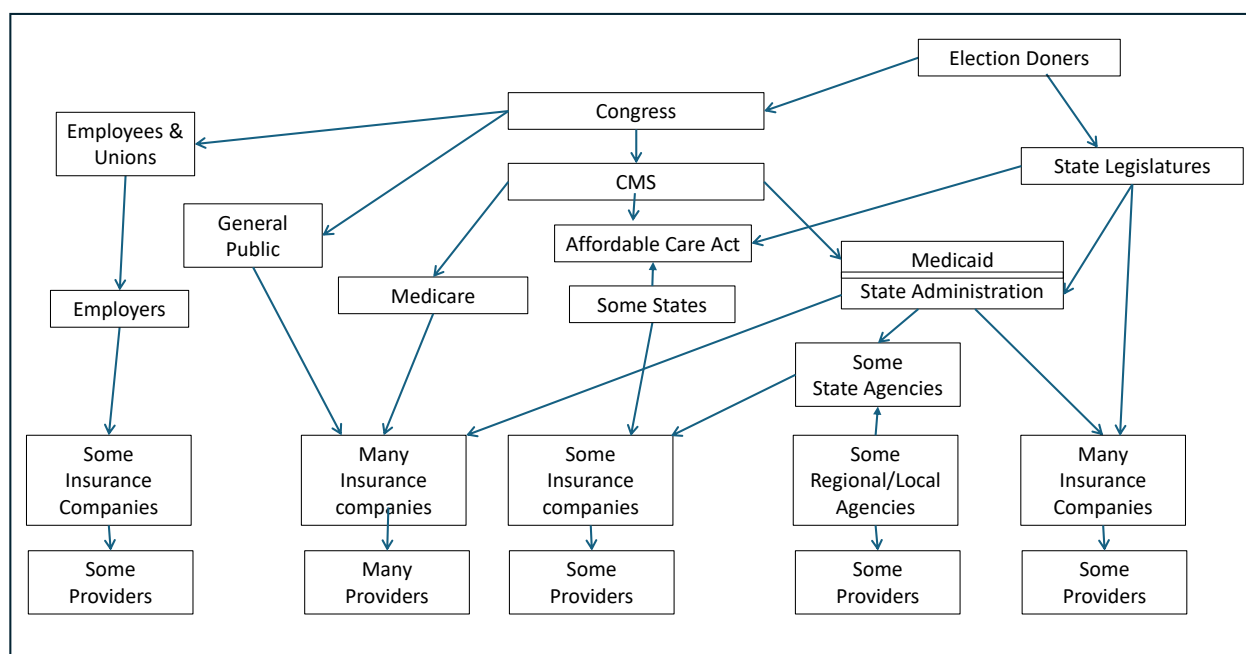 Election Doners
Congress
Employees &
Unions
State Legislatures
CMS
General
Public
Affordable Care Act
Medicaid
State Administration
Medicare
Some States
Employers
Some
State Agencies
Some
Insurance
Companies
Many
Insurance
companies
Some
Insurance
companies
Some
Regional/Local
Agencies
Many
Insurance
Companies
Some
Providers
Many
Providers
Some
Providers
Some
Providers
Some
Providers